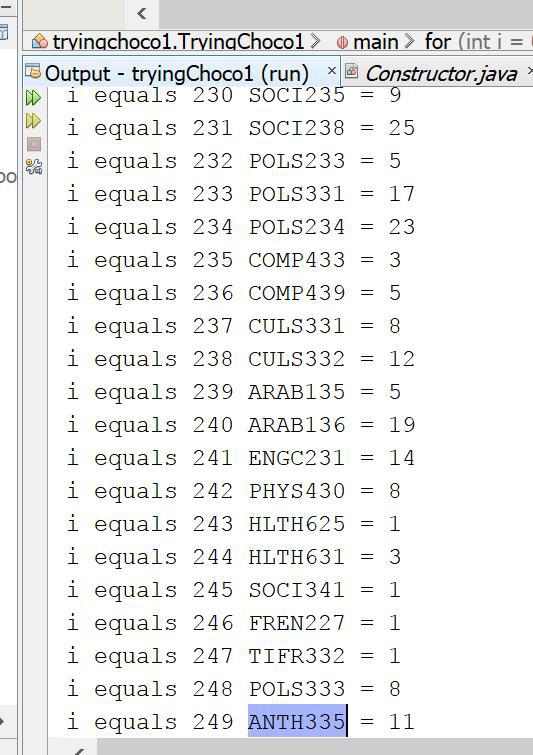 tryingchoco1.TryingChoco1 main for (int i =
Output - tryingChoco1 (run) × Constructor.java
i equals 230 SOCI235 = 9
i equals 231 SOCI238 = 25
i equals 232 POLS233 = 5
i equals 233 POLS331 = 17
i equals 234 POLS234 = 23
i equals 235 COMP433 = 3
i equals 236 COMP439 = 5
i equals 237 CULS331 = 8
i equals 238 CULS332 = 12
i equals 239 ARAB135 = 5
i equals 240 ARAB136 = 19
i equals 241 ENGC231 = 14
i equals 242 PHYS430 = 8
i equals 243 HLTH625 = 1
i equals 244 HLTH631 = 3
i equals 245 SOCI341 = 1
i equals 246 FREN227 = 1
i equals 247 TIFR332 = 1
i equals 248 POLS333 = 8
i equals 249 ANTH335 = 11